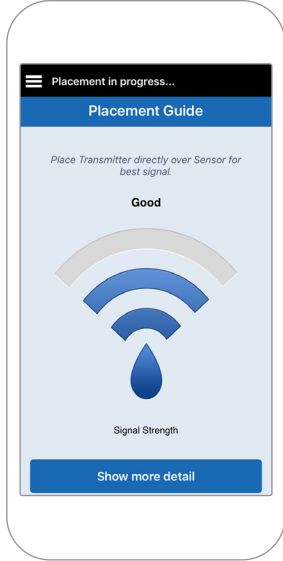 Placement in progress...
Placement Guide
Place Transmitter directly over Sensor for
best signal.
Good
Signal Strength
Show more detail